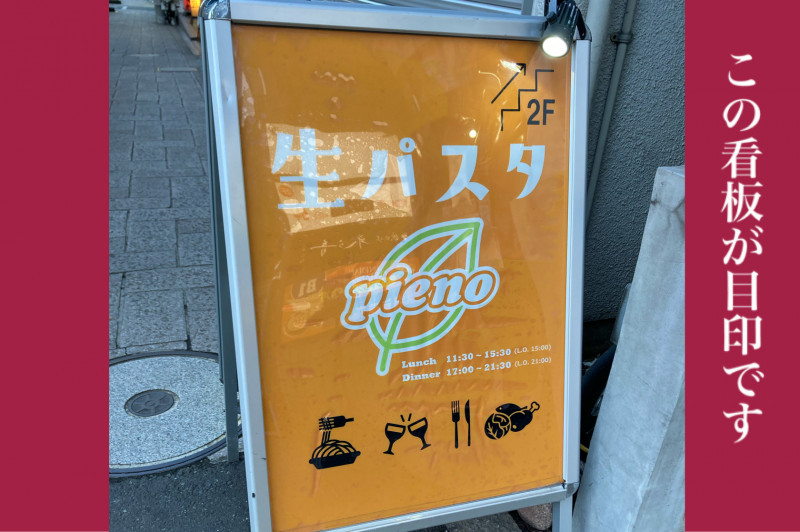 2F
生パスタ
pieno
Lunch 11:30~15:30 (L.O. 15:00)
Dinner 17:00~21:30 (L.O. 21:00)
この看板が目印です